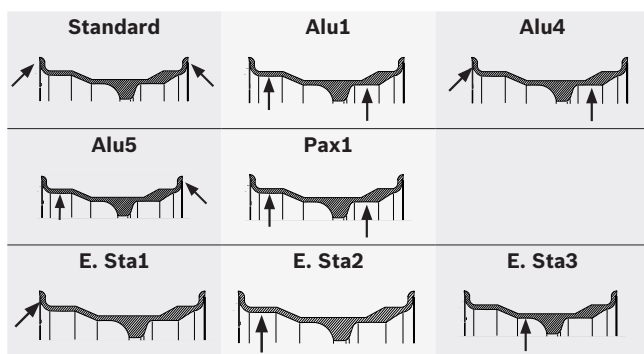 Standard Alu1 Alu4
Alu5 Pax1
E. Sta1 E. Sta2 E. Sta3